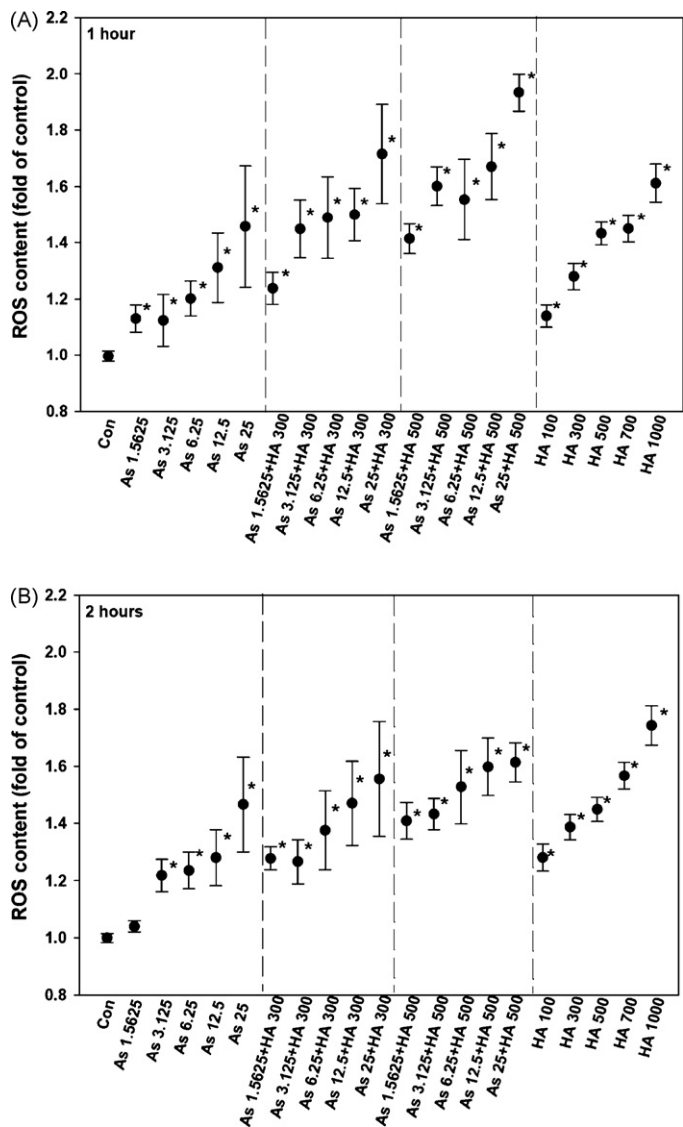 (A)
1 hour
ROS content (fold of control)
2.2
2.0
1.8
1.6
1.4
1.2
1.0
0.8
* * * * * * * * * * * * * * * * * * * *
Con
As 1.5625
As 3.125
As 6.25
As 12.5
As 25
As 1.5625+HA 300
As 3.125+HA 300
As 6.25+HA 300
As 12.5+HA 300
As 25+HA 300
As 1.5625+HA 500
As 3.125+HA 500
As 6.25+HA 500
As 12.5+HA 500
As 25+HA 500
HA 100
HA 300
HA 500
HA 700
HA 1000
(B)
2 hours
ROS content (fold of control)
2.2
2.0
1.8
1.6
1.4
1.2
1.0
0.8
* * * * * * * * * * * * * * * * * * *
Con
As 1.5625
As 3.125
As 6.25
As 12.5
As 25
As 1.5625+HA 300
As 3.125+HA 300
As 6.25+HA 300
As 12.5+HA 300
As 25+HA 300
As 1.5625+HA 500
As 3.125+HA 500
As 6.25+HA 500
As 12.5+HA 500
As 25+HA 500
HA 100
HA 300
HA 500
HA 700
HA 1000